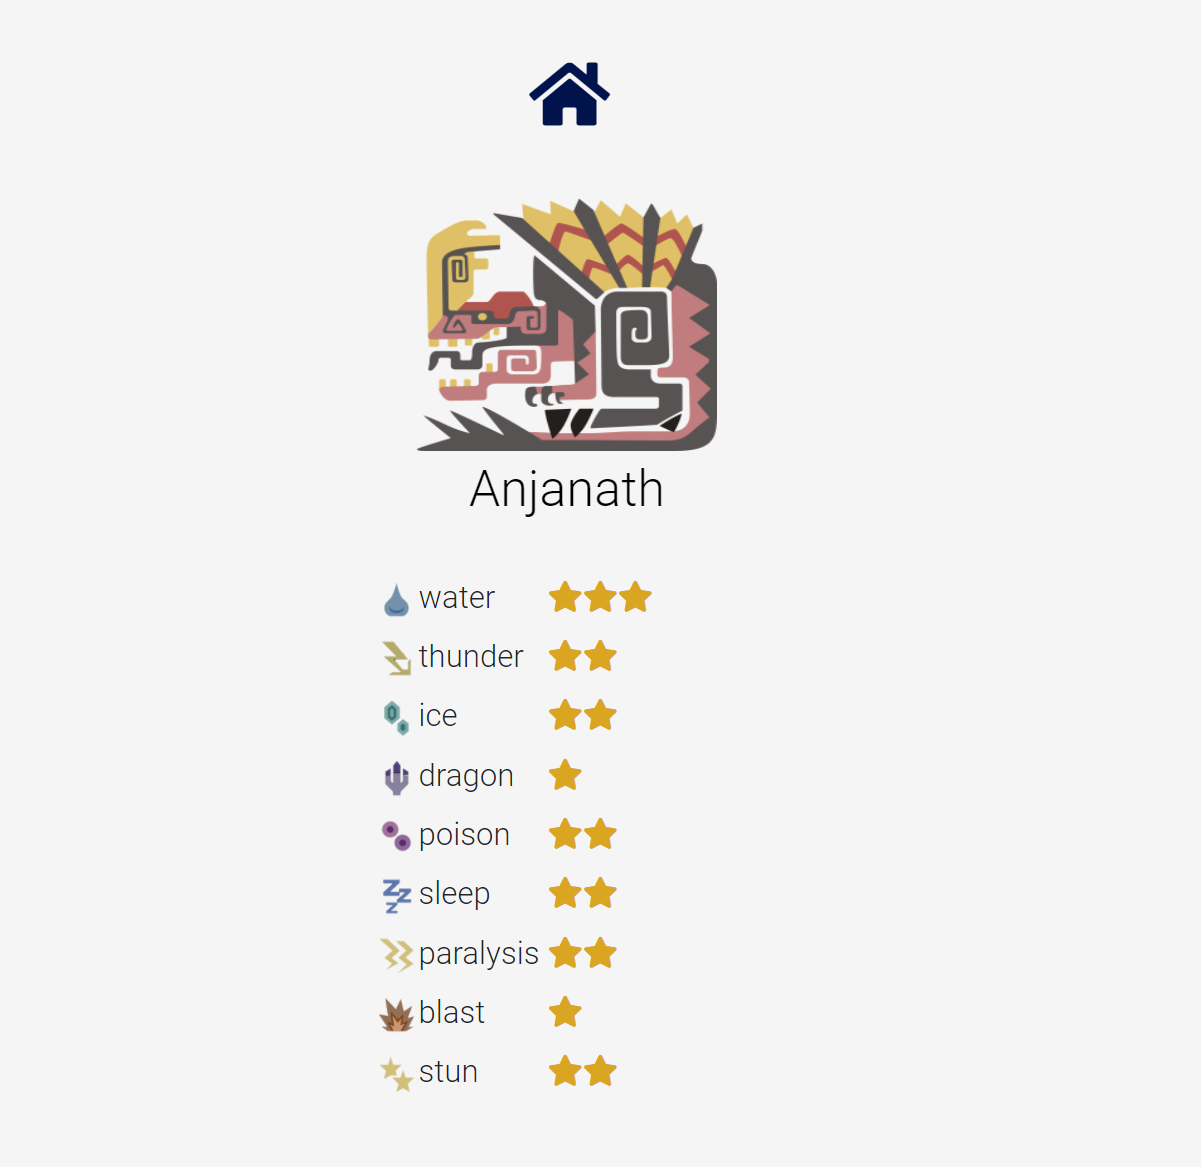 Anjanath
water
thunder
ice
dragon
poison
sleep
paralysis
blast
stun